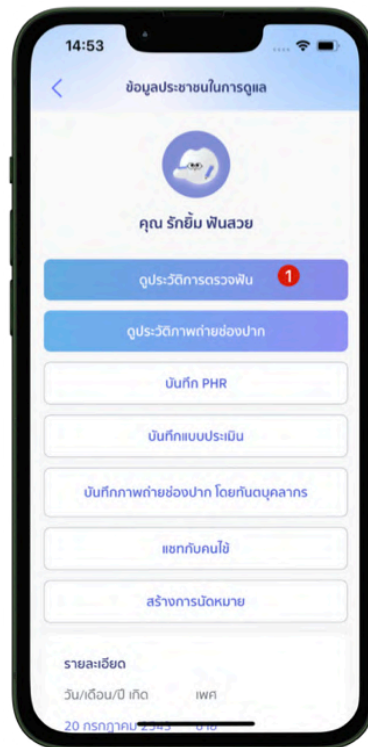 14:53
ข้อมูลประชาชนในการดูแล
คุณ รักยิ้ม ฟันสวย
ดูประวัติการตรวจฟัน 1
ดูประวัติภาพถ่ายช่องปาก
บันทึก PHR
บันทึกแบบประเมิน
บันทึกภาพถ่ายช่องปาก โดยทันตบุคลากร
แชทกับคนไข้
สร้างการนัดหมาย
รายละเอียด
วัน/เดือน/ปี เกิด เพศ
20 กรกฎาคม 2543 ชาย